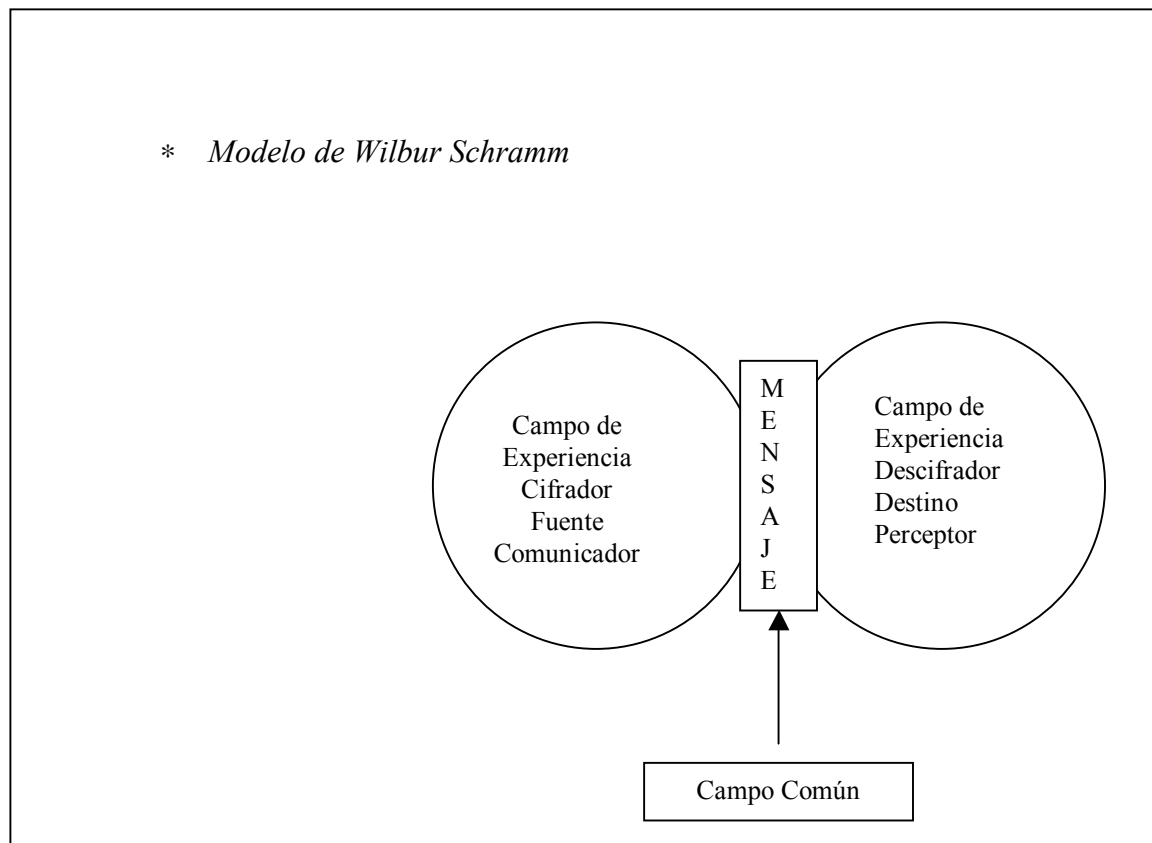 * Modelo de Wilbur Schramm
Campo de
Experiencia
Cifrador
Fuente
Comunicador
M
E
N
S
A
J
E
Campo de
Experiencia
Descifrador
Destino
Perceptor
Campo Común